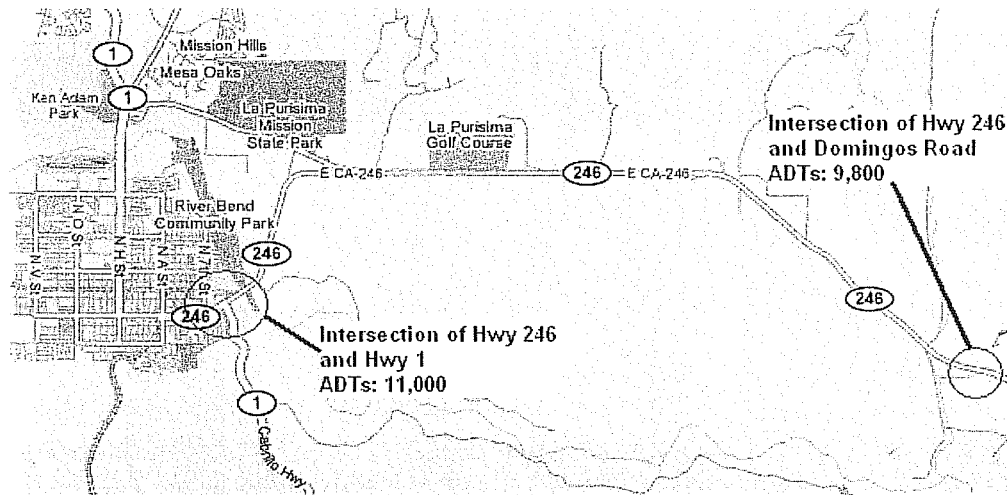 1
Mission Hills
Mesa Oaks
1
Ken Adam
Park
La Purisima
Mission
State Park
La Purisima
Golf Course
Intersection of Hwy 246
and Domingos Road
ADTs: 9,800
E CA-246
246
E CA-246
River Bend
Community Park
N V St
N O St
N H St
N A St
N 7th St
246
246
246
Intersection of Hwy 246
and Hwy 1
ADTs: 11,000
1
Cabrillo Hwy